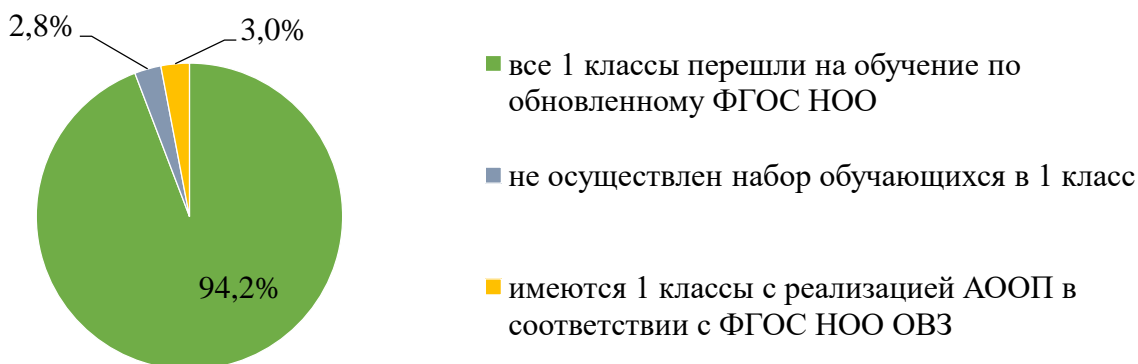 2,8%
3,0%
94,2%
все 1 классы перешли на обучение по
обновленному ФГОС НОО
не осуществлен набор обучающихся в 1 класс
имеются 1 классы с реализацией АООП в
соответствии с ФГОС НОО ОВЗ